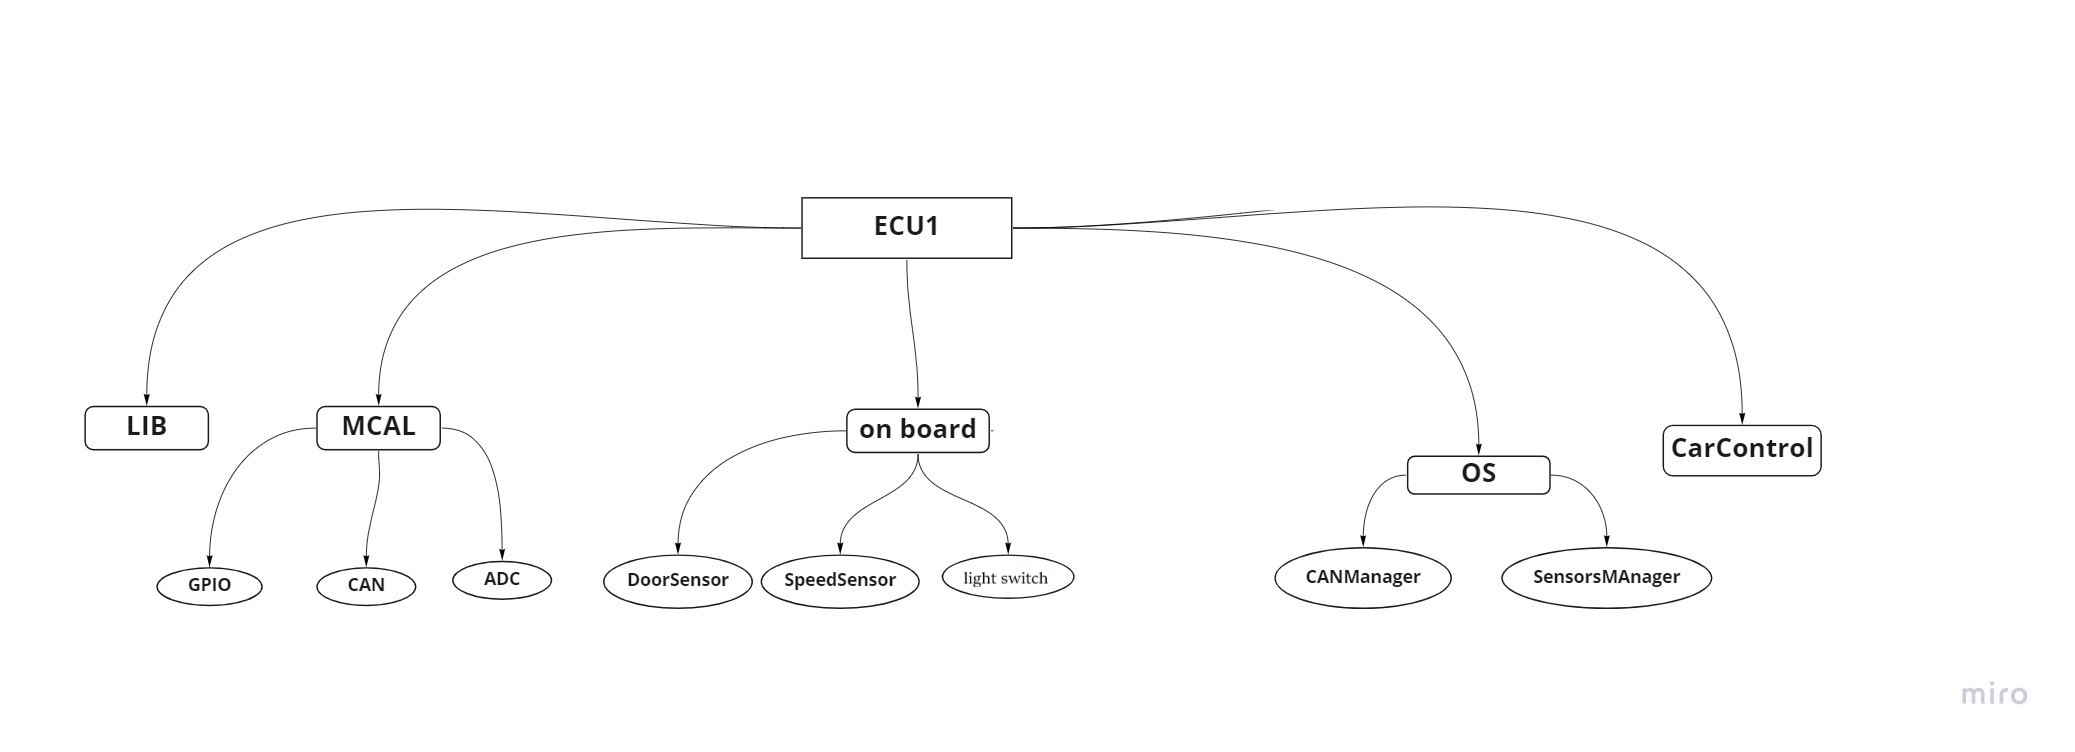 ECU1
LIB
MCAL
on board
OS
CarControl
GPIO
CAN
ADC
DoorSensor
SpeedSensor
light switch
CANManager
SensorsMAnager
miro